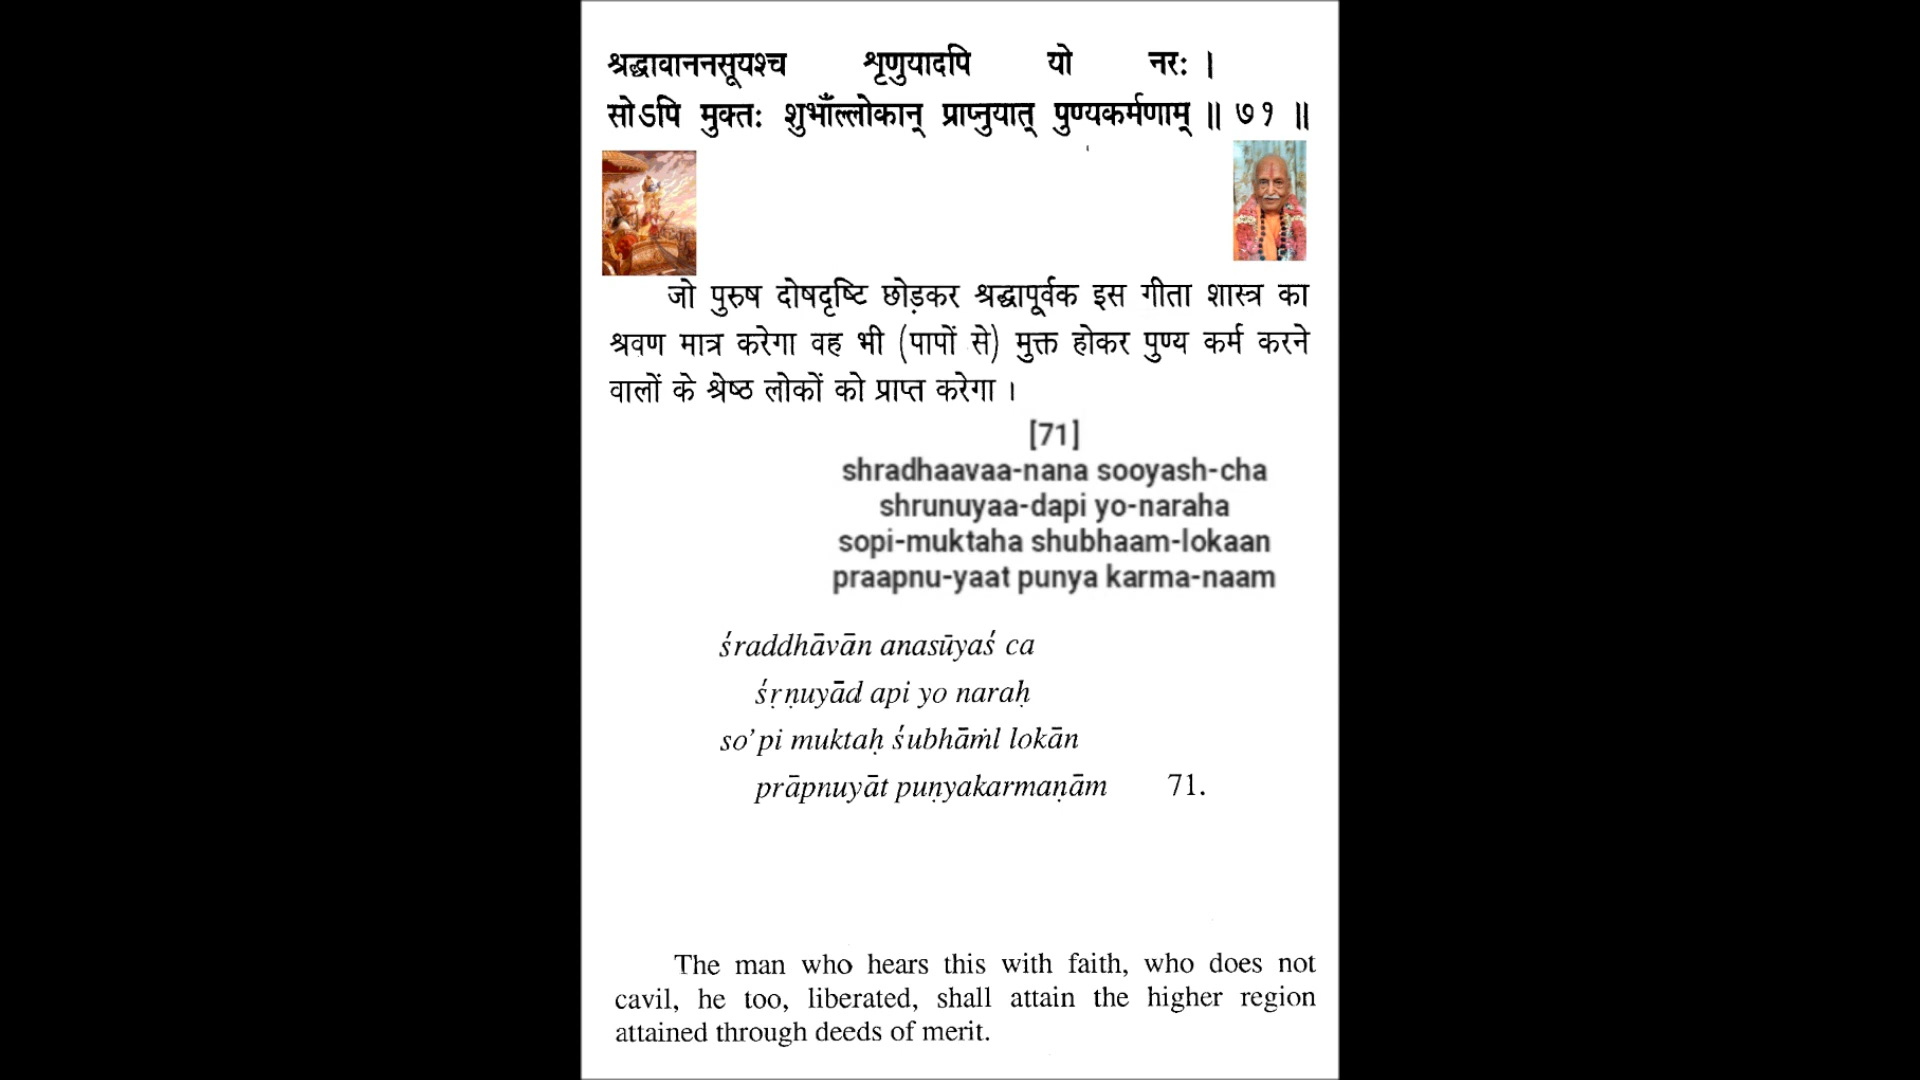 श्रद्धावाननसूयश्च शृणुयादपि यो नरः ।
सोऽपि मुक्तः शुभाँल्लोकान् प्राप्नुयात् पुण्यकर्मणाम् ॥ ७१ ॥
जो पुरुष दोषदृष्टि छोड़कर श्रद्धापूर्वक इस गीता शास्त्र का
श्रवण मात्र करेगा वह भी (पापों से) मुक्त होकर पुण्य कर्म करने
वालों के श्रेष्ठ लोकों को प्राप्त करेगा ।
[71]
shradhaavaa-nana sooyash-cha
shrunuyaa-dapi yo-naraha
sopi-muktaha shubhaam-lokaan
praapnu-yaat punya karma-naam
śraddhāvān anasūyaś ca
śṛṇuyād api yo naraḥ
so’pi muktaḥ śubhāṁl lokān
prāpnuyāt puṇyakarmaṇām 71.
The man who hears this with faith, who does not
cavil, he too, liberated, shall attain the higher region
attained through deeds of merit.